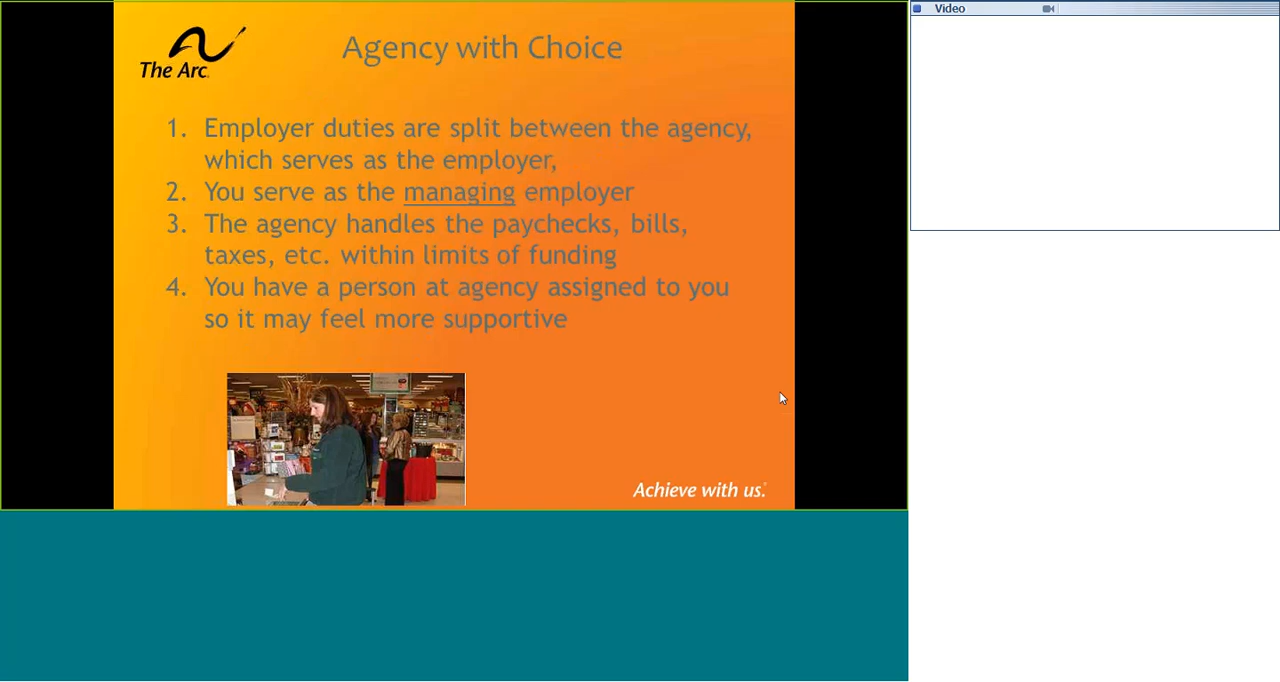 Video
The Arc
Agency with Choice
1. Employer duties are split between the agency,
which serves as the employer,
2. You serve as the managing employer
3. The agency handles the paychecks, bills,
taxes, etc. within limits of funding
4. You have a person at agency assigned to you
so it may feel more supportive
Achieve with us.